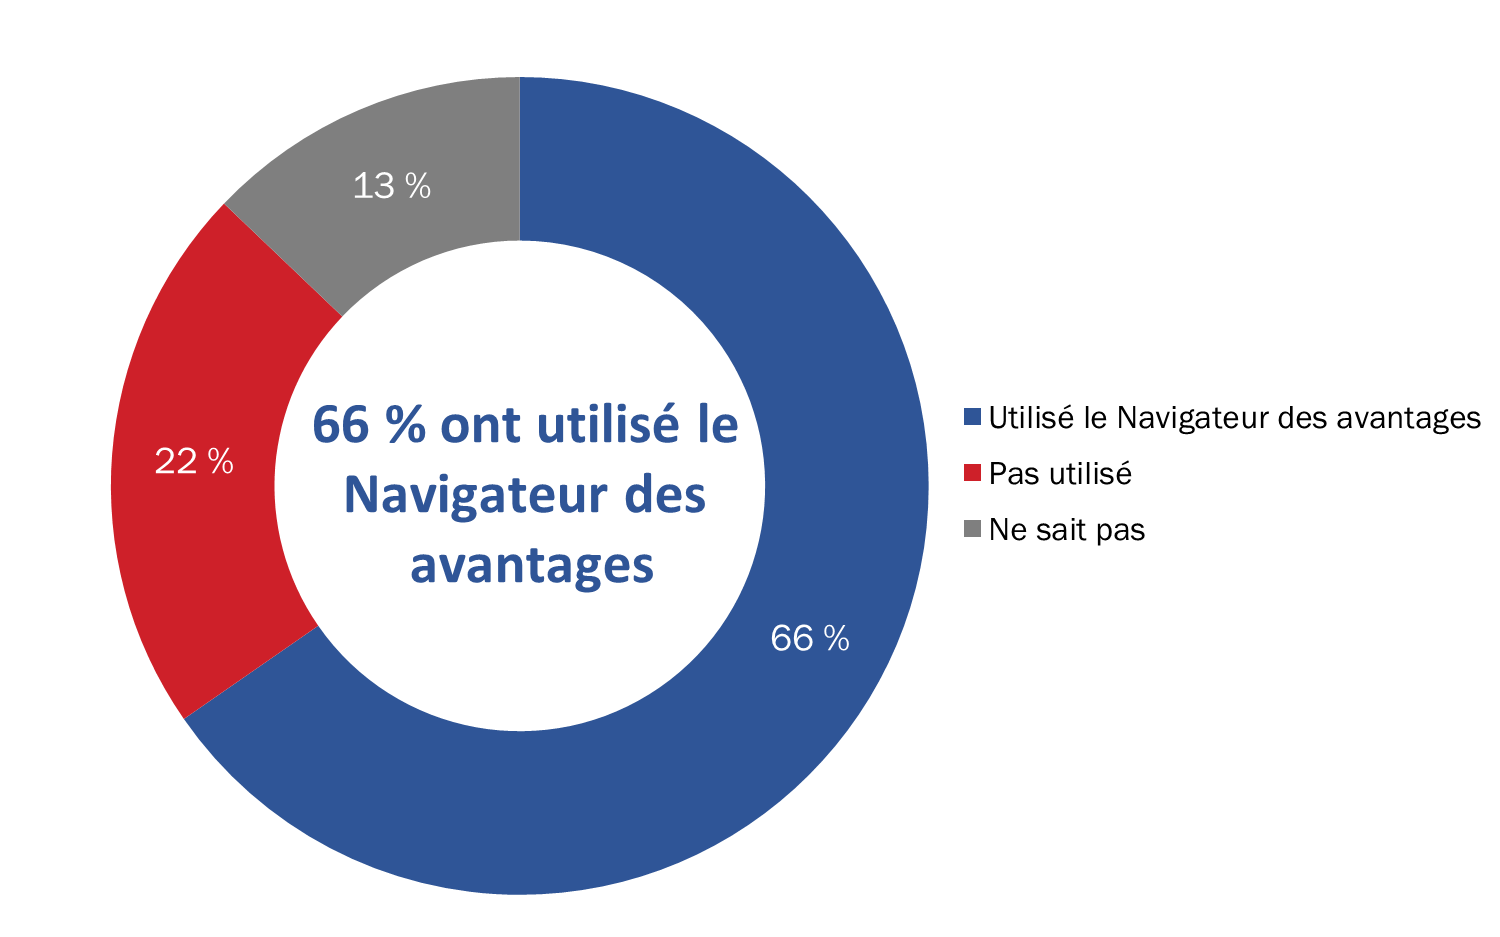 13 %
66 % ont utilisé le
Navigateur des
avantages
22 %
66 %
Utilisé le Navigateur des avantages
Pas utilisé
Ne sait pas